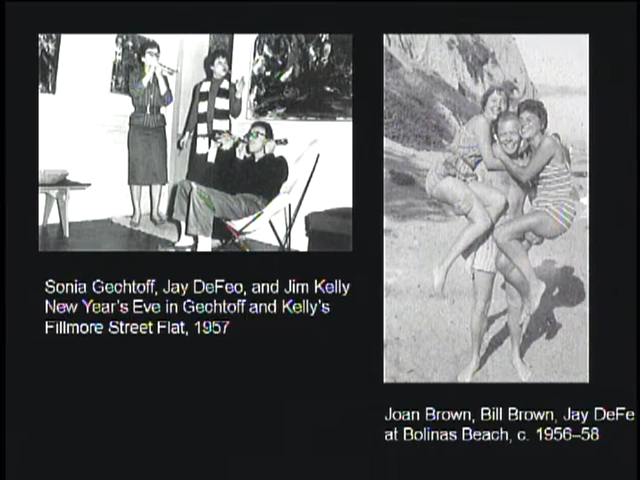 Sonia Gechtoff, Jay DeFeo, and Jim Kelly
New Year's Eve in Gechtoff and Kelly's
Fillmore Street Flat, 1957
Joan Brown, Bill Brown, Jay DeFe
at Bolinas Beach, c. 1956–58